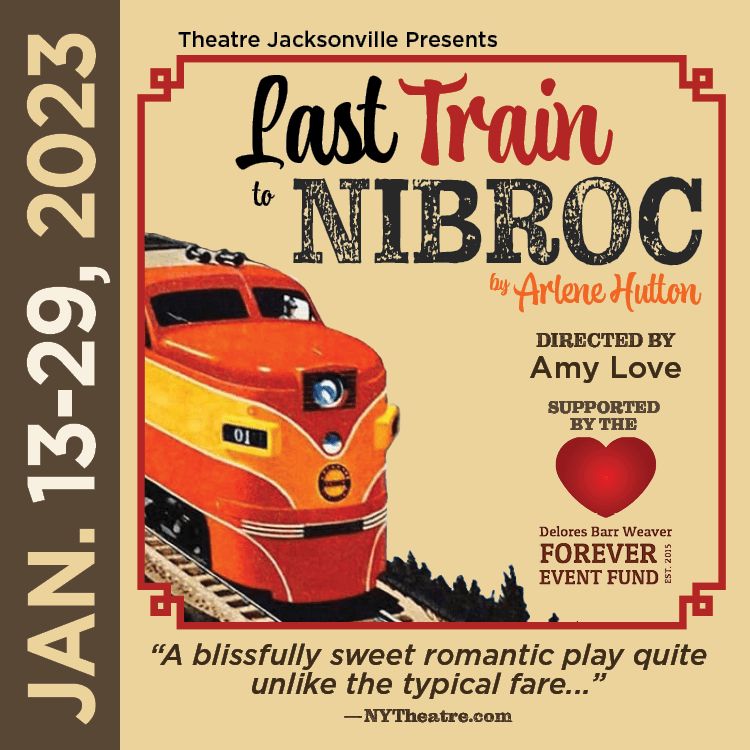 JAN. 13-29, 2023
Theatre Jacksonville Presents
Last Train
to NIBROC
by Arlene Hutton
DIRECTED BY
Amy Love
SUPPORTED
BY THE
Delores Barr Weaver
FOREVER
EVENT FUND
EST. 2015
01
“A blissfully sweet romantic play quite
unlike the typical fare...”
—NYTheatre.com